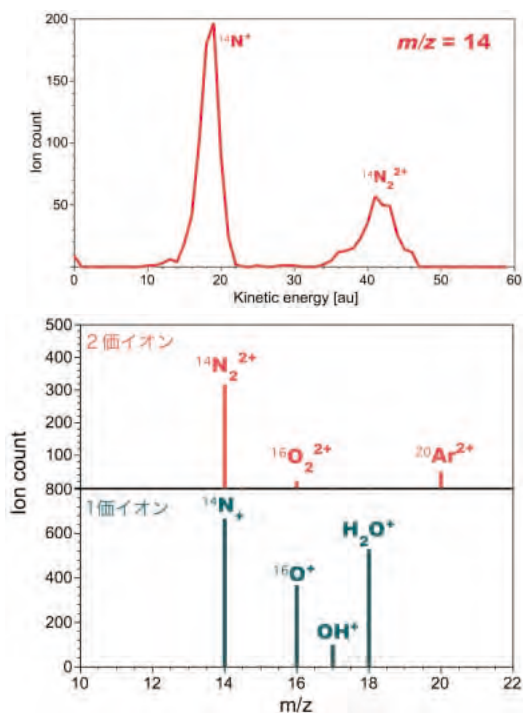 200
150
100
50
0
10
20
30
40
50
60
Ion count
Kinetic energy [au]
m/z = 14
¹⁴N⁺
¹⁴N₂²⁺
500
400
300
200
100
800
600
400
200
0
Ion count
2価イオン
¹⁴N₂²⁺
¹⁶O₂²⁺
²⁰Ar²⁺
1価イオン
¹⁴N₊
¹⁶O⁺
OH⁺
H₂O⁺
10
12
14
16
18
20
22
m/z